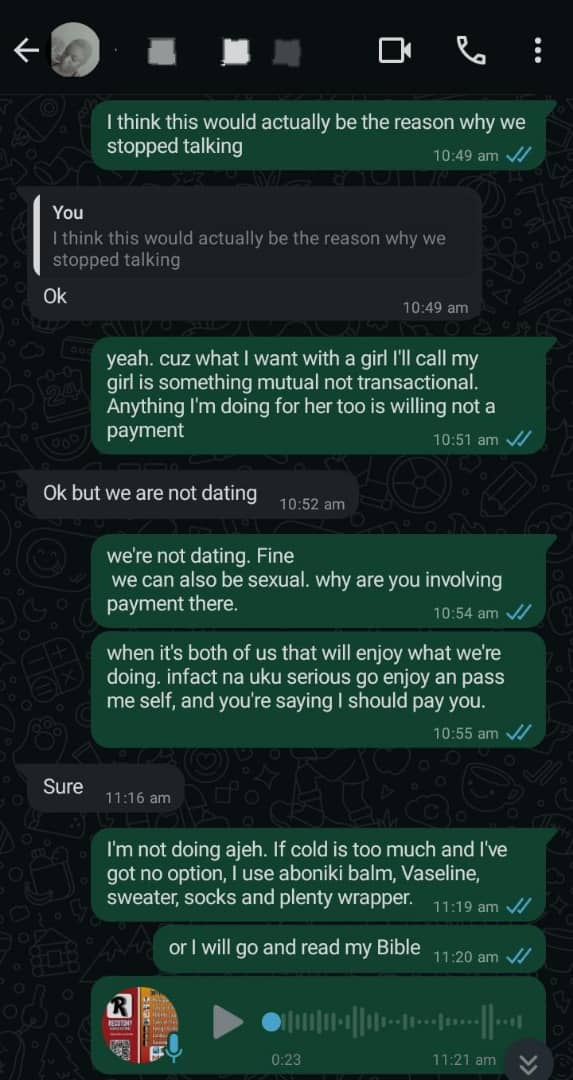 I think this would actually be the reason why we
stopped talking
10:49 am
You
I think this would actually be the reason why we
stopped talking
Ok
10:49 am
yeah. cuz what I want with a girl I'll call my
girl is something mutual not transactional.
Anything I'm doing for her too is willing not a
payment
10:51 am
Ok but we are not dating
10:52 am
we're not dating. Fine
we can also be sexual. why are you involving
payment there.
10:54 am
when it's both of us that will enjoy what we're
doing. infact na uku serious go enjoy an pass
me self, and you're saying I should pay you.
10:55 am
Sure
11:16 am
I'm not doing ajeh. If cold is too much and I've
got no option, I use aboniki balm, Vaseline,
sweater, socks and plenty wrapper.
11:19 am
or I will go and read my Bible
11:20 am
R
0:23
11:21 am